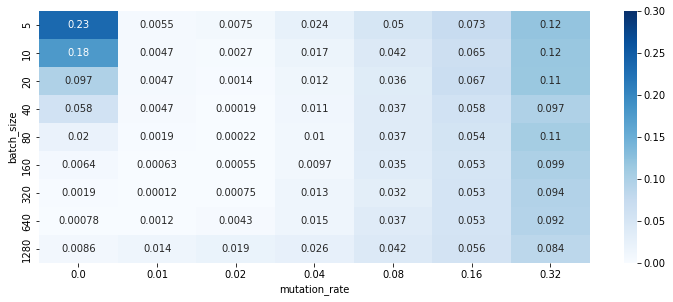 5 0.23 0.0055 0.0075 0.024 0.05 0.073 0.12
10 0.18 0.0047 0.0027 0.017 0.042 0.065 0.12
20 0.097 0.0047 0.0014 0.012 0.036 0.067 0.11
40 0.058 0.0047 0.00019 0.011 0.037 0.058 0.097
80 0.02 0.0019 0.00022 0.01 0.037 0.054 0.11
160 0.0064 0.00063 0.00055 0.0097 0.035 0.053 0.099
320 0.0019 0.00012 0.00075 0.013 0.032 0.053 0.094
640 0.00078 0.0012 0.0043 0.015 0.037 0.053 0.092
1280 0.0086 0.014 0.019 0.026 0.042 0.056 0.084
0.0 0.01 0.02 0.04 0.08 0.16 0.32
mutation_rate
batch_size
0.30
0.25
0.20
0.15
0.10
0.05
0.00